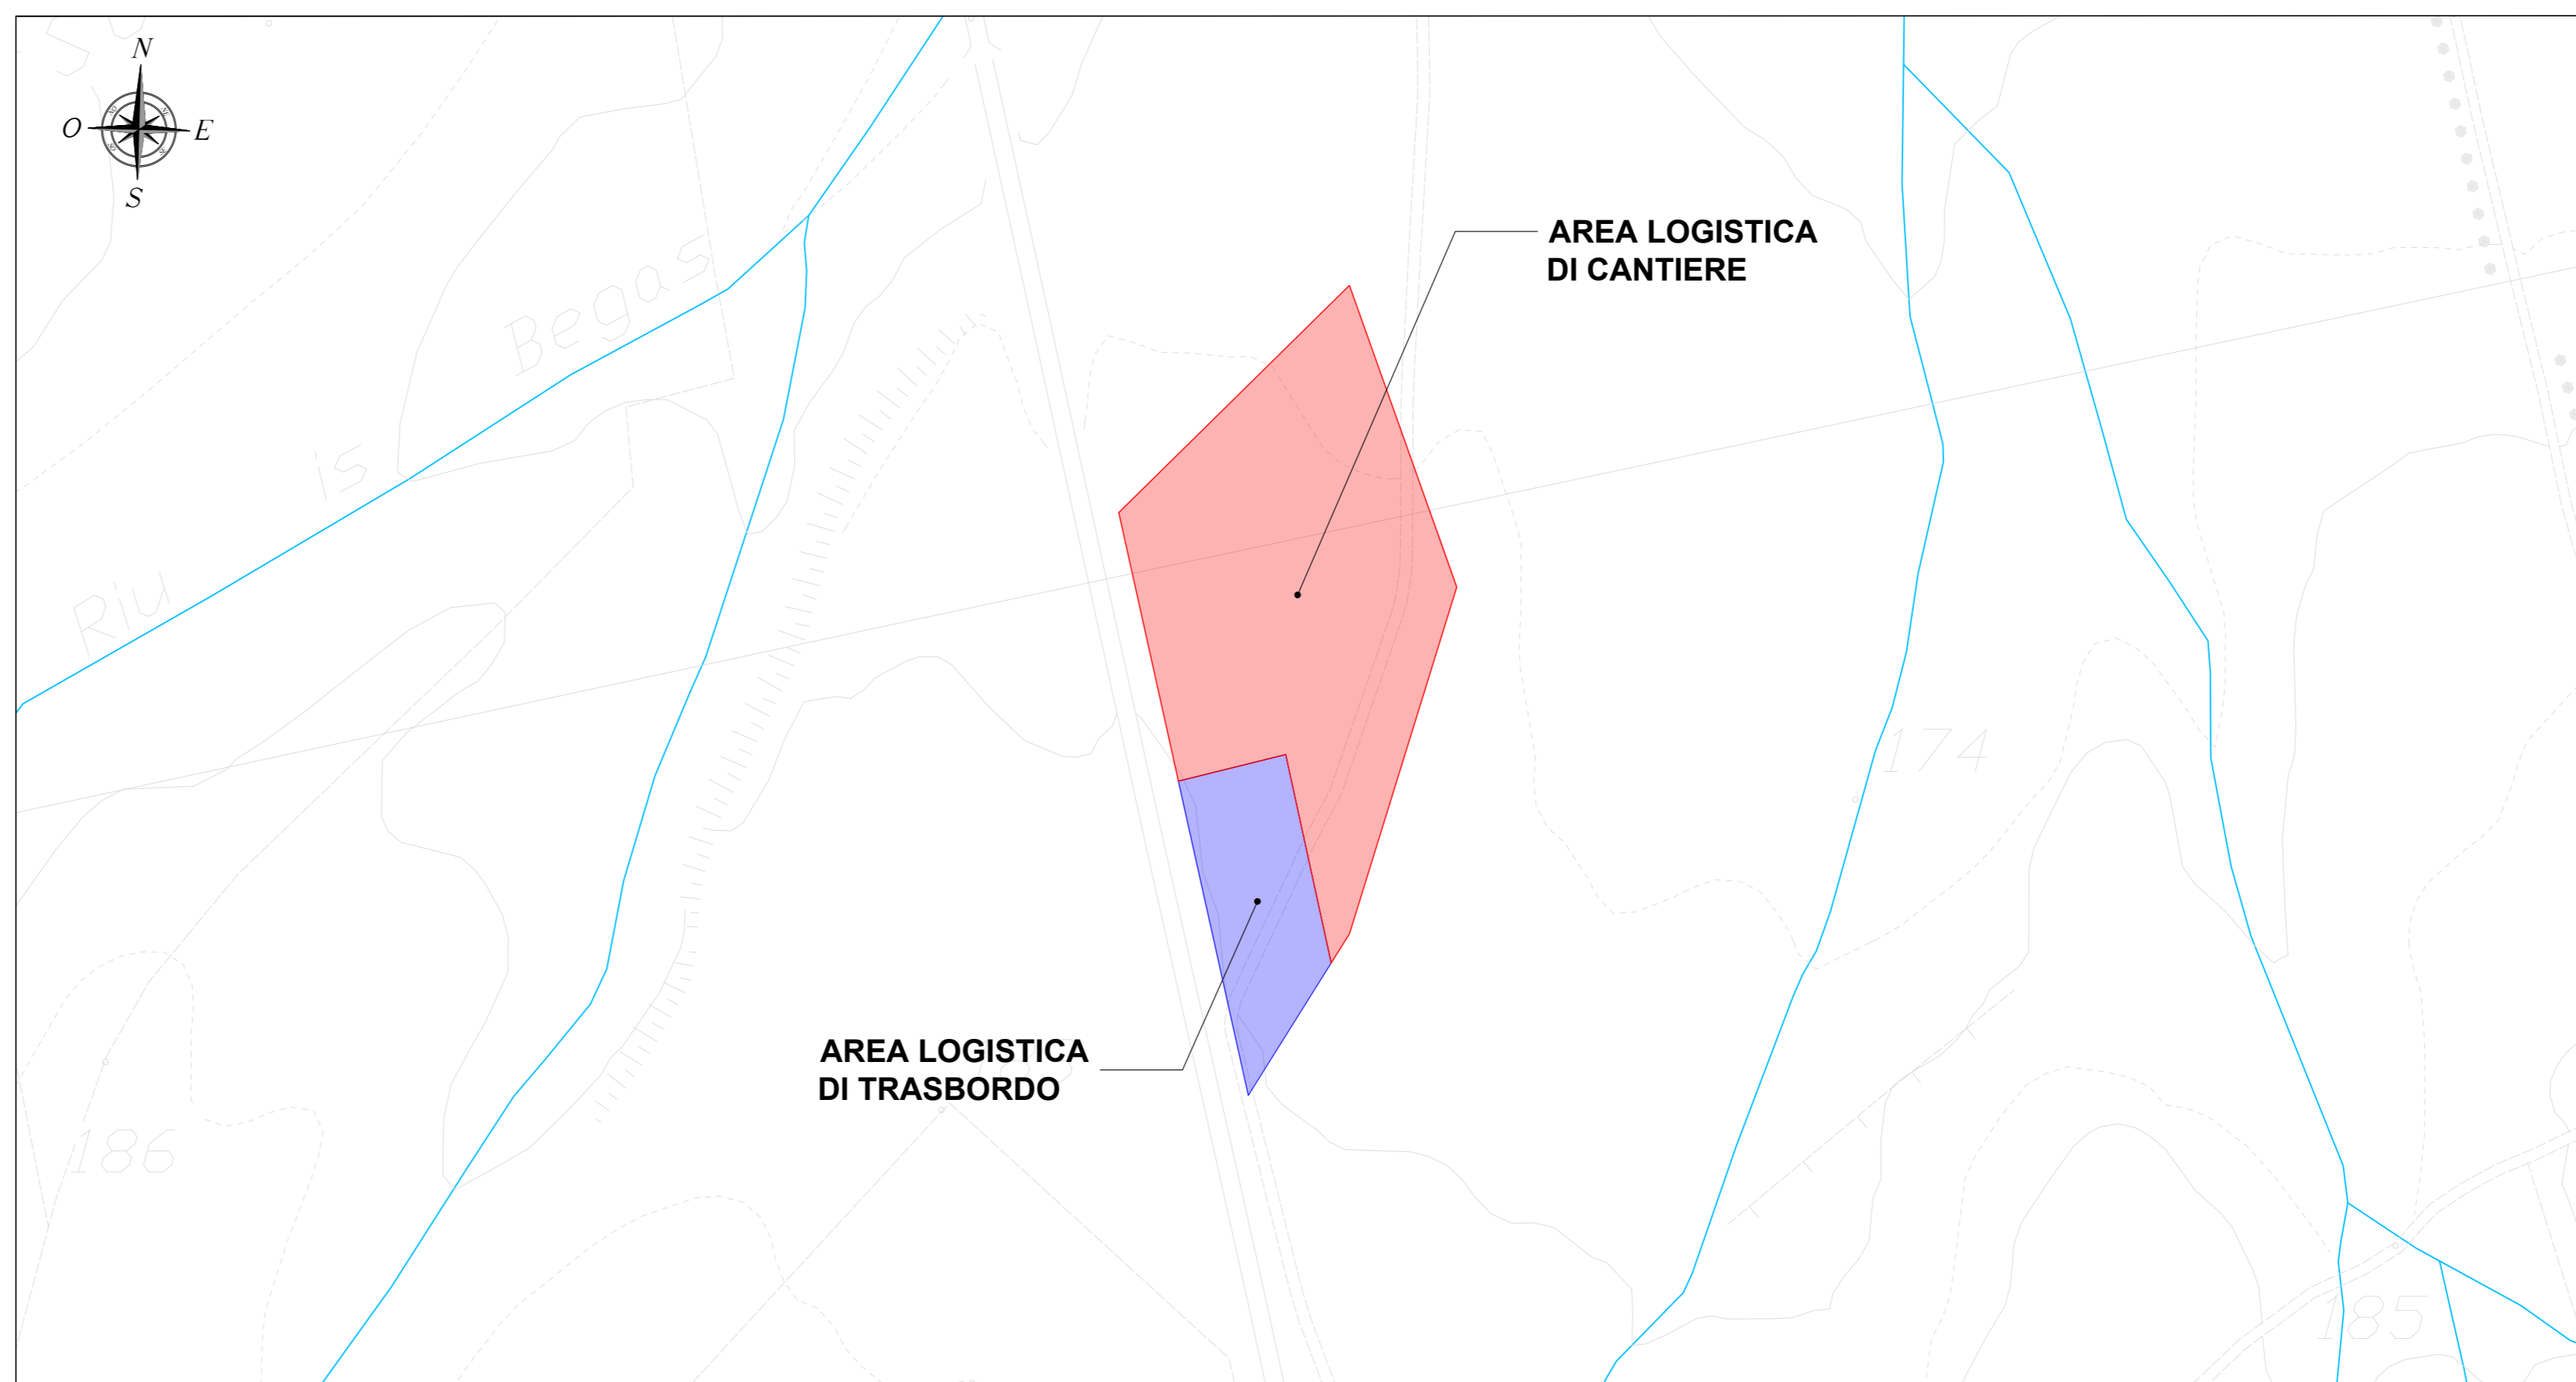 N
O
E
S
AREA LOGISTICA
DI CANTIERE
Begas
Is
Riu
174
AREA LOGISTICA
DI TRASBORDO
186
185